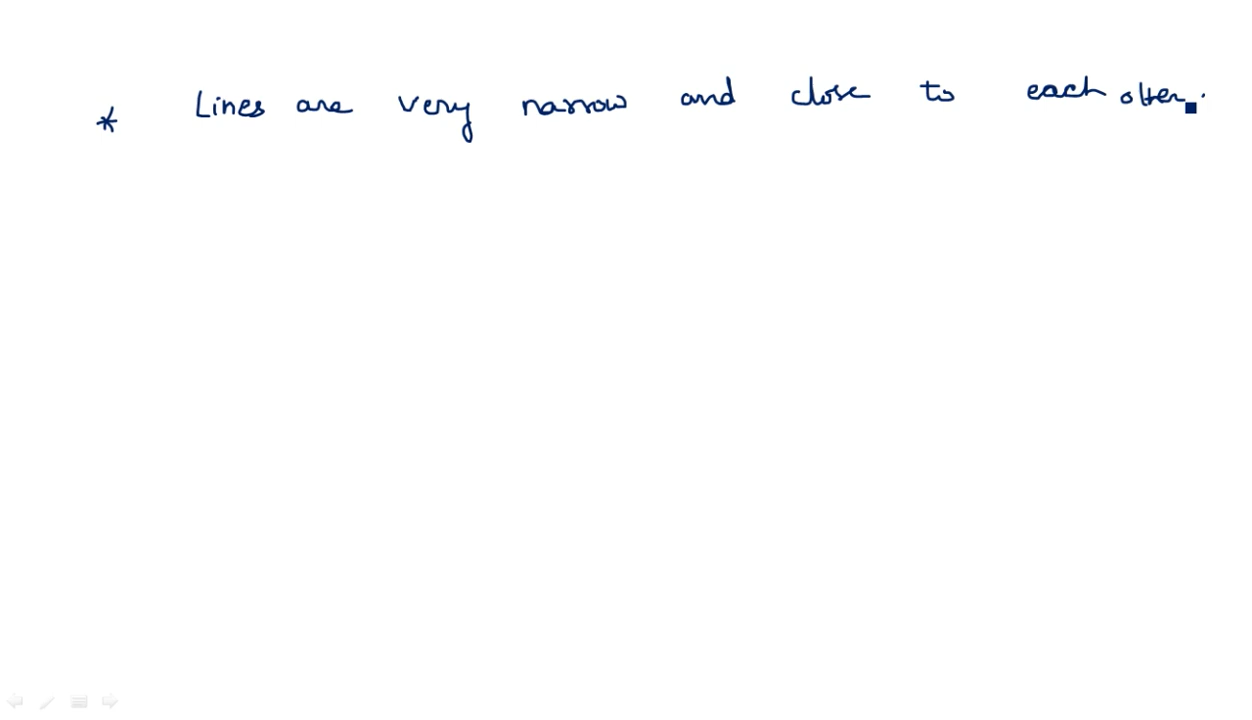 * Lines are very narrow and close to each other.